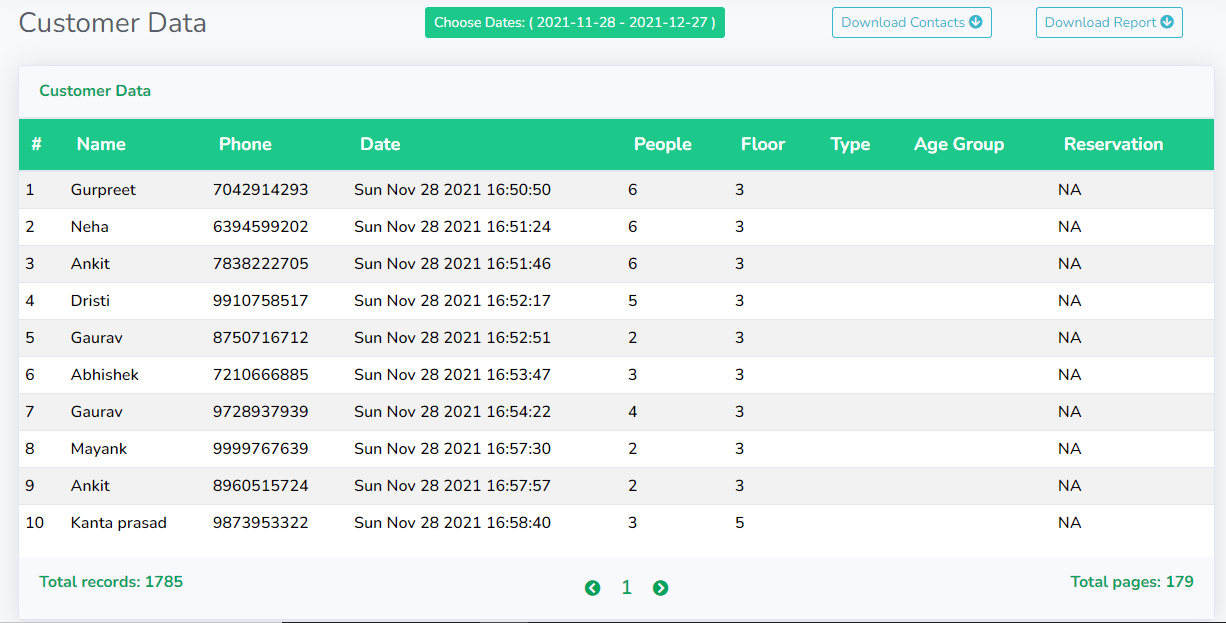 Customer Data
Choose Dates: ( 2021-11-28 - 2021-12-27 )
Download Contacts
Download Report
Customer Data
# Name Phone Date People Floor Type Age Group Reservation
1 Gurpreet 7042914293 Sun Nov 28 2021 16:50:50 6 3 NA
2 Neha 6394599202 Sun Nov 28 2021 16:51:24 6 3 NA
3 Ankit 7838222705 Sun Nov 28 2021 16:51:46 6 3 NA
4 Dristi 9910758517 Sun Nov 28 2021 16:52:17 5 3 NA
5 Gaurav 8750716712 Sun Nov 28 2021 16:52:51 2 3 NA
6 Abhishek 7210666885 Sun Nov 28 2021 16:53:47 3 3 NA
7 Gaurav 9728937939 Sun Nov 28 2021 16:54:22 4 3 NA
8 Mayank 9999767639 Sun Nov 28 2021 16:57:30 2 3 NA
9 Ankit 8960515724 Sun Nov 28 2021 16:57:57 2 3 NA
10 Kanta prasad 9873953322 Sun Nov 28 2021 16:58:40 3 5 NA
Total records: 1785
1
Total pages: 179